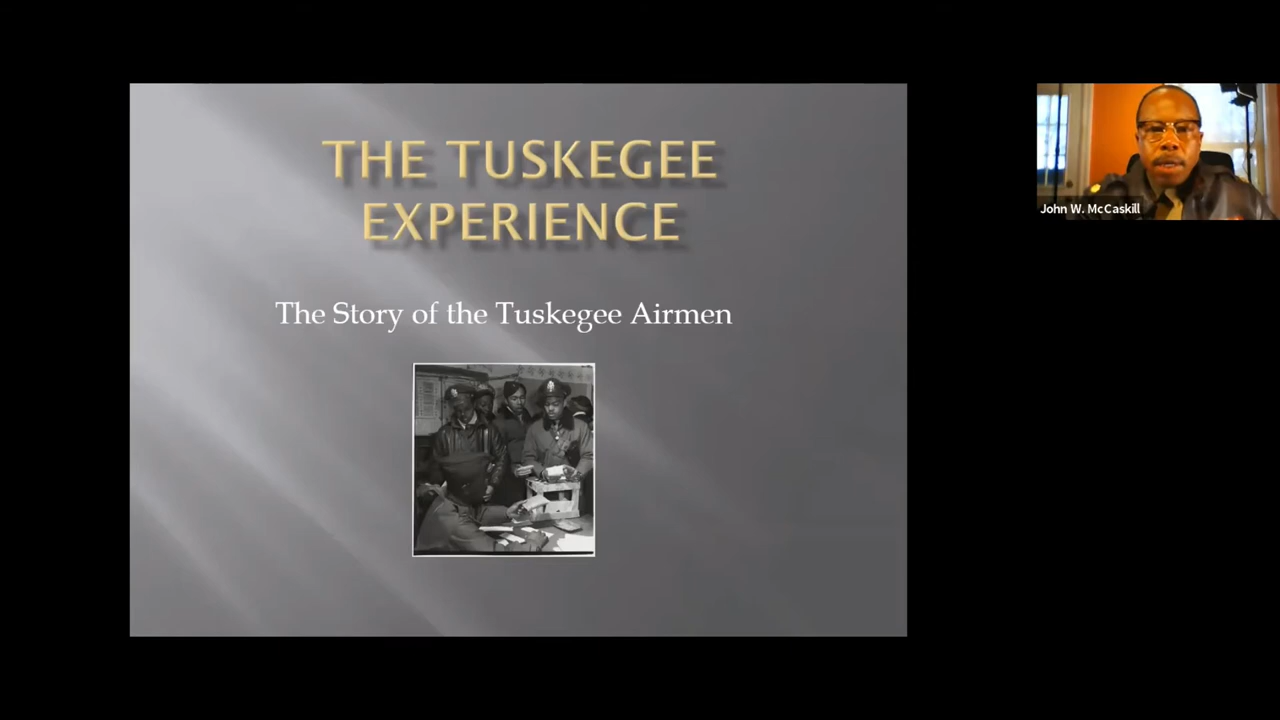 THE TUSKEGEE
EXPERIENCE
The Story of the Tuskegee Airmen
John W. McCaskill